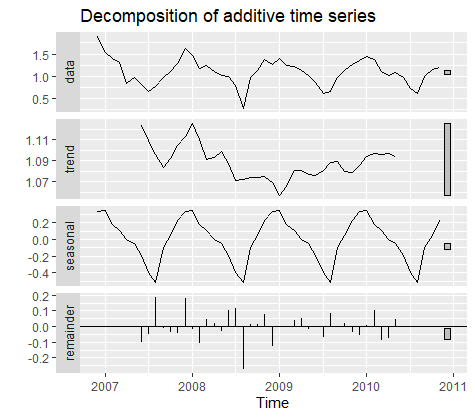 Decomposition of additive time series
data
1.5
1.0
0.5
trend
1.11
1.09
1.07
seasonal
0.2
0.0
-0.2
-0.4
remainder
0.2
0.1
0.0
-0.1
-0.2
2007 2008 2009 2010 2011
Time